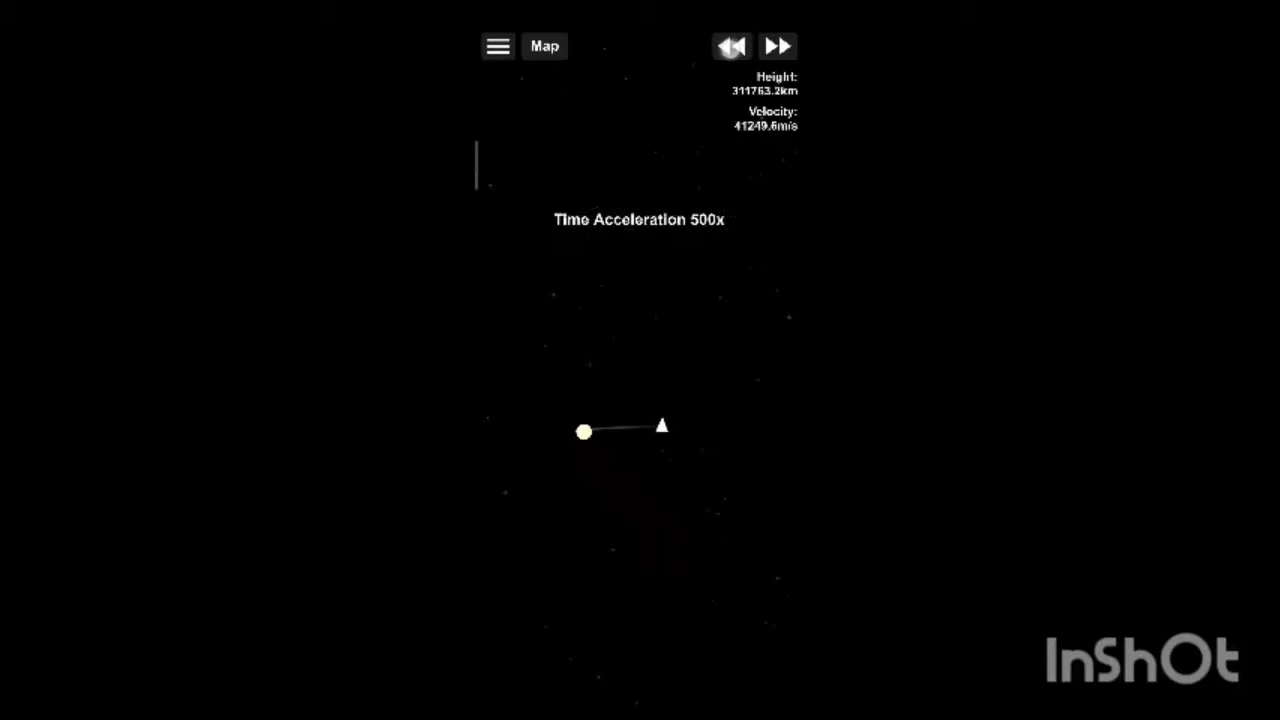 Map
Height:
311763.2km
Velocity:
41249.6m/s
Time Acceleration 500x
InShOt